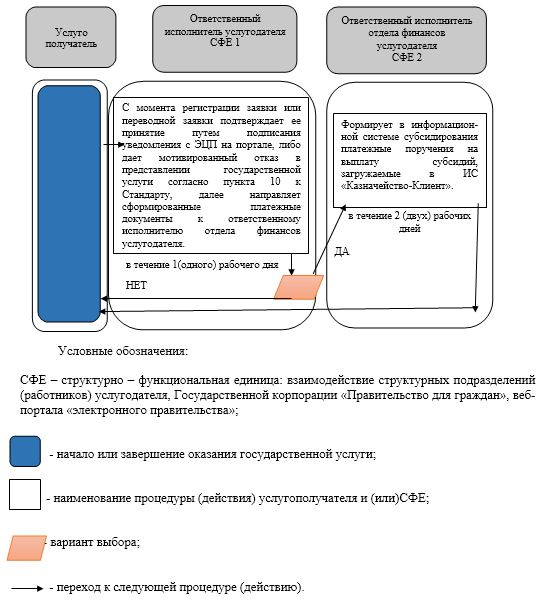 Услуго
получатель
Ответственный
исполнитель услугодателя
СФЕ 1
Ответственный исполнитель
отдела финансов
услугодателя
СФЕ 2
С момента регистрации заявки или
переводной заявки подтверждает ее
принятие путем подписания
уведомления с ЭЦП на портале, либо
дает мотивированный отказ в
представлении государственной
услуги согласно пункта 10 к
Стандарту, далее направляет
сформированные платежные
документы к ответственному
исполнителю отдела финансов
услугодателя.
в течение 1(одного) рабочего дня
НЕТ
Формирует в информацион-
ной системе субсидирования
платежные поручения на
выплату субсидий,
загружаемые в ИС
«Казначейство-Клиент».
в течение 2 (двух) рабочих
дней
ДА
Условные обозначения:
СФЕ – структурно – функциональная единица: взаимодействие структурных подразделений
(работников) услугодателя, Государственной корпорации «Правительство для граждан», веб-
портала «электронного правительства»;
- начало или завершение оказания государственной услуги;
- наименование процедуры (действия) услугополучателя и (или)СФЕ;
- вариант выбора;
- переход к следующей процедуре (действию).